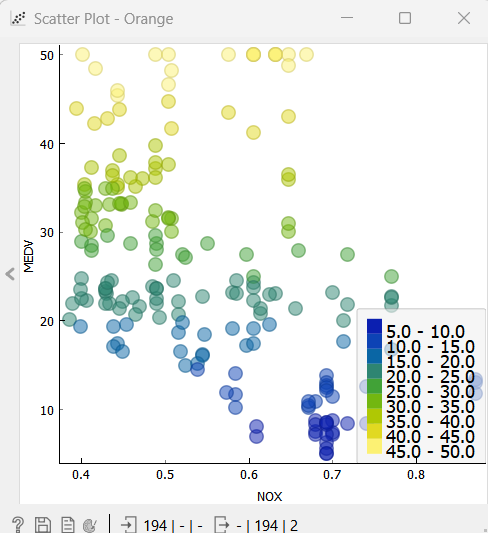 Scatter Plot - Orange
50
40
MEDV
30
20
10
5.0 - 10.0
10.0 - 15.0
15.0 - 20.0
20.0 - 25.0
25.0 - 30.0
30.0 - 35.0
35.0 - 40.0
40.0 - 45.0
45.0 - 50.0
0.4 0.5 0.6 0.7 0.8
NOX
194 | - | - - | 194 | 2